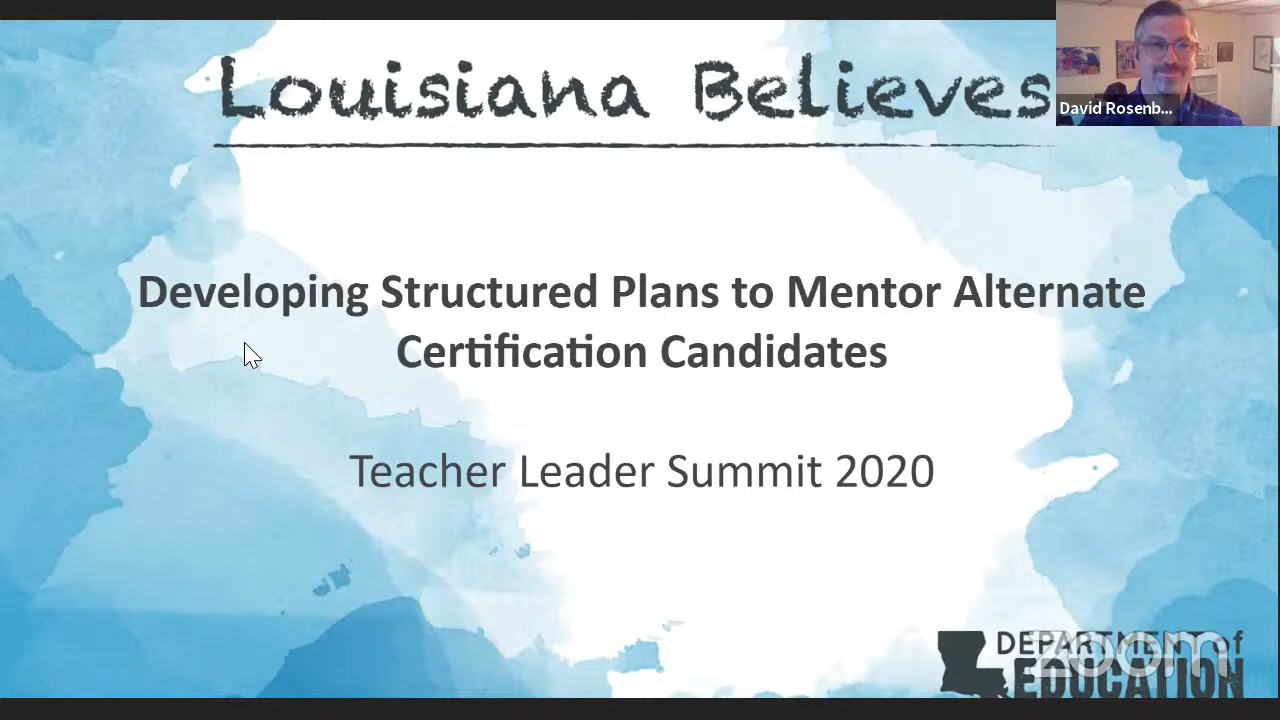 Louisiana Believes
David Rosenb...
Developing Structured Plans to Mentor Alternate
Certification Candidates
Teacher Leader Summit 2020
DEPARTMENT of
zoom
EDUCATION